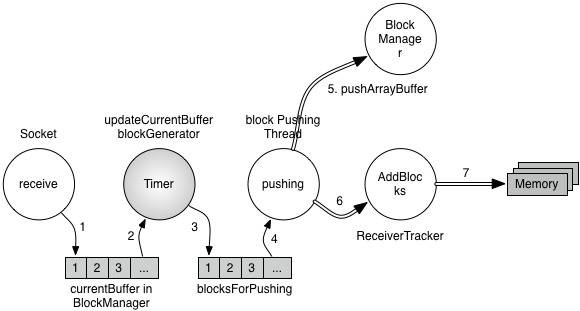 Block
Manage
r
5. pushArrayBuffer
updateCurrentBuffer
blockGenerator
block Pushing
Thread
Socket
receive
Timer
pushing
AddBloc
ks
7
Memory
6
ReceiverTracker
1
2
3
4
1 2 3 ...
1 2 3 ...
currentBuffer in
BlockManager
blocksForPushing